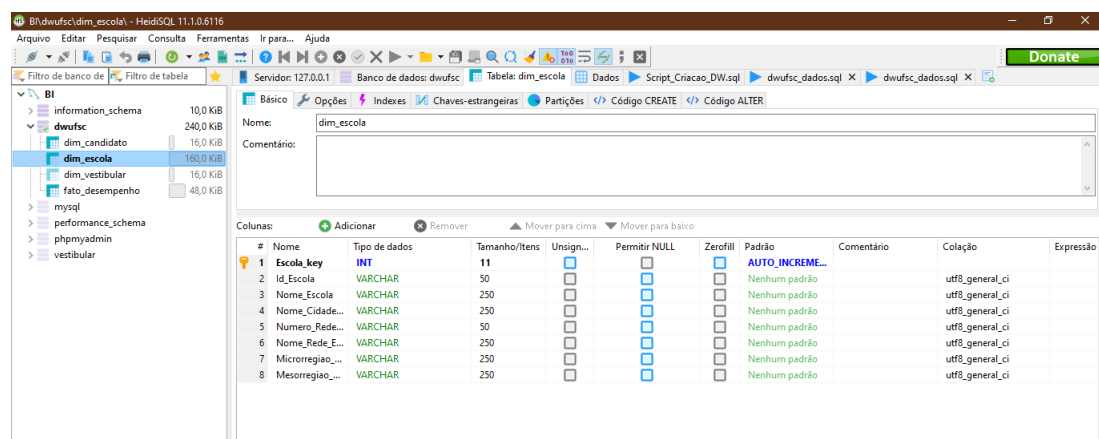 BI\dwufsc\dim_escola\ - HeidiSQL 11.1.0.6116
Arquivo Editar Pesquisar Consulta Ferramentas Ir para... Ajuda
Donate
Filtro de banco de Filtro de tabela
Servidor: 127.0.0.1 Banco de dados: dwufsc Tabela: dim_escola Dados Script_Criacao_DW.sql dwufsc_dados.sql dwufsc_dados.sql
BI
information_schema 10,0 KiB
dwufsc 240,0 KiB
dim_candidato 16,0 KiB
dim_escola 160,0 KiB
dim_vestibular 16,0 KiB
fato_desempenho 48,0 KiB
mysql
performance_schema
phpmyadmin
vestibular
Básico Opções Indexes Chaves-estrangeiras Partições Código CREATE Código ALTER
Nome: dim_escola
Comentário:
Colunas: Adicionar Remover Mover para cima Mover para baixo
# Nome Tipo de dados Tamanho/Itens Unsign... Permitir NULL Zerofill Padrão Comentário Colação Expressão
1 Escola_key INT 11 AUTO_INCREME...
2 Id_Escola VARCHAR 50 Nenhum padrão utf8_general_ci
3 Nome_Escola VARCHAR 250 Nenhum padrão utf8_general_ci
4 Nome_Cidade... VARCHAR 250 Nenhum padrão utf8_general_ci
5 Numero_Rede... VARCHAR 50 Nenhum padrão utf8_general_ci
6 Nome_Rede_E... VARCHAR 250 Nenhum padrão utf8_general_ci
7 Microrregiao_... VARCHAR 250 Nenhum padrão utf8_general_ci
8 Mesorregiao_... VARCHAR 250 Nenhum padrão utf8_general_ci